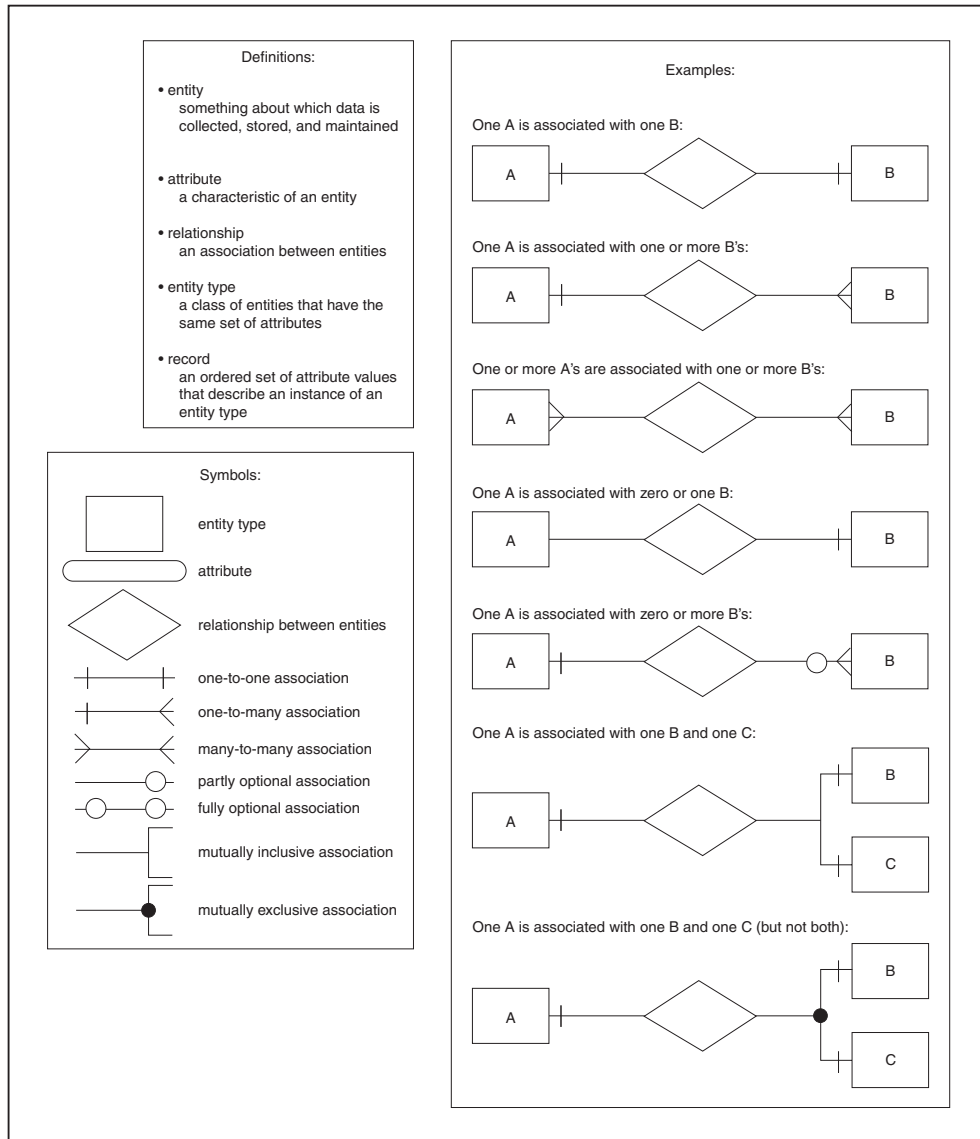 Definitions:
• entity
something about which data is
collected, stored, and maintained
• attribute
a characteristic of an entity
• relationship
an association between entities
• entity type
a class of entities that have the
same set of attributes
• record
an ordered set of attribute values
that describe an instance of an
entity type
Symbols:
entity type
attribute
relationship between entities
one-to-one association
one-to-many association
many-to-many association
partly optional association
fully optional association
mutually inclusive association
mutually exclusive association
Examples:
One A is associated with one B:
A
B
One A is associated with one or more B's:
A
B
One or more A's are associated with one or more B's:
A
B
One A is associated with zero or one B:
A
B
One A is associated with zero or more B's:
A
B
One A is associated with one B and one C:
B
A
C
One A is associated with one B and one C (but not both):
B
A
C